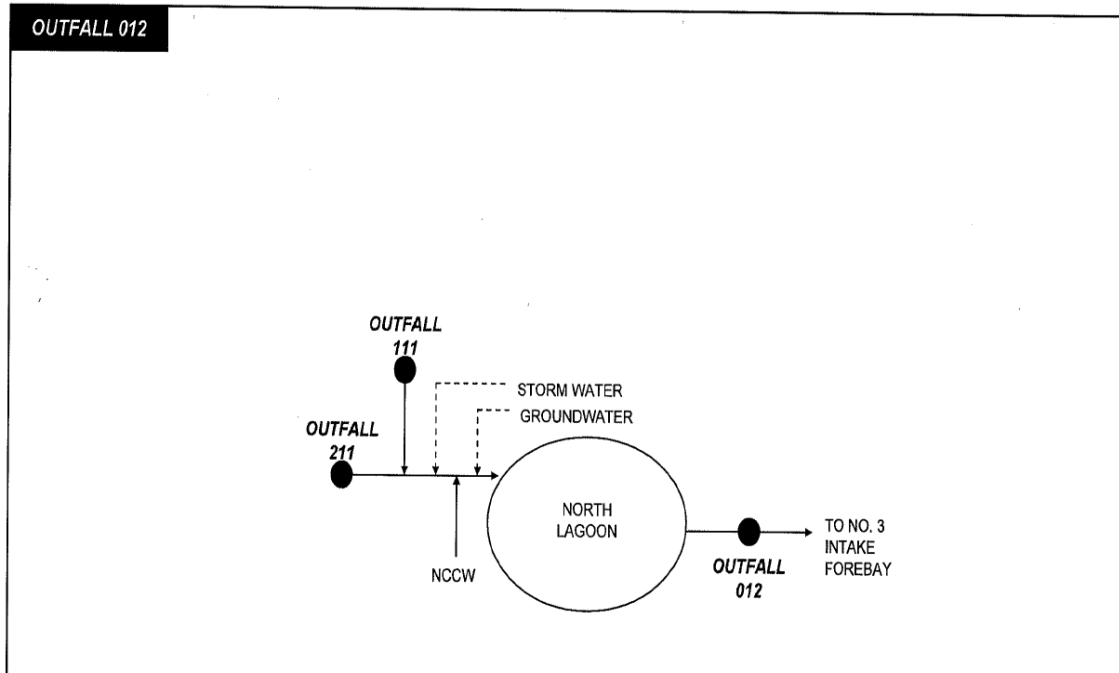 OUTFALL 012
OUTFALL
111
STORM WATER
GROUNDWATER
OUTFALL
211
NORTH
LAGOON
NCCW
TO NO. 3
INTAKE
FOREBAY
OUTFALL
012